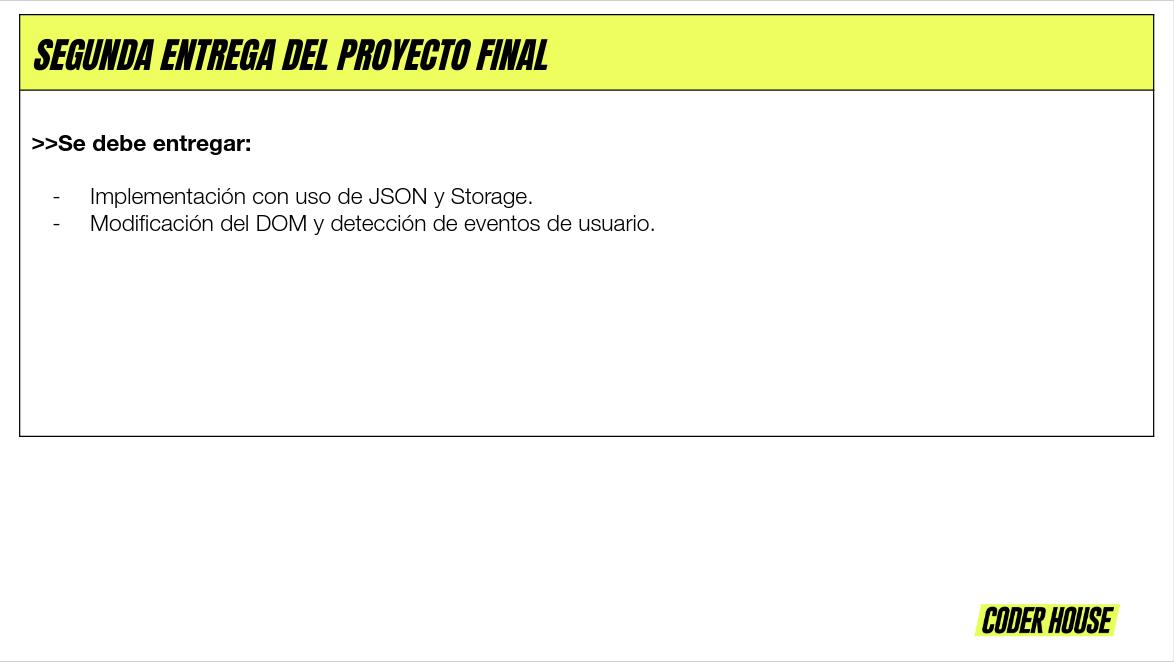 SEGUNDA ENTREGA DEL PROYECTO FINAL
>>Se debe entregar:
- Implementación con uso de JSON y Storage.
- Modificación del DOM y detección de eventos de usuario.
CODER HOUSE